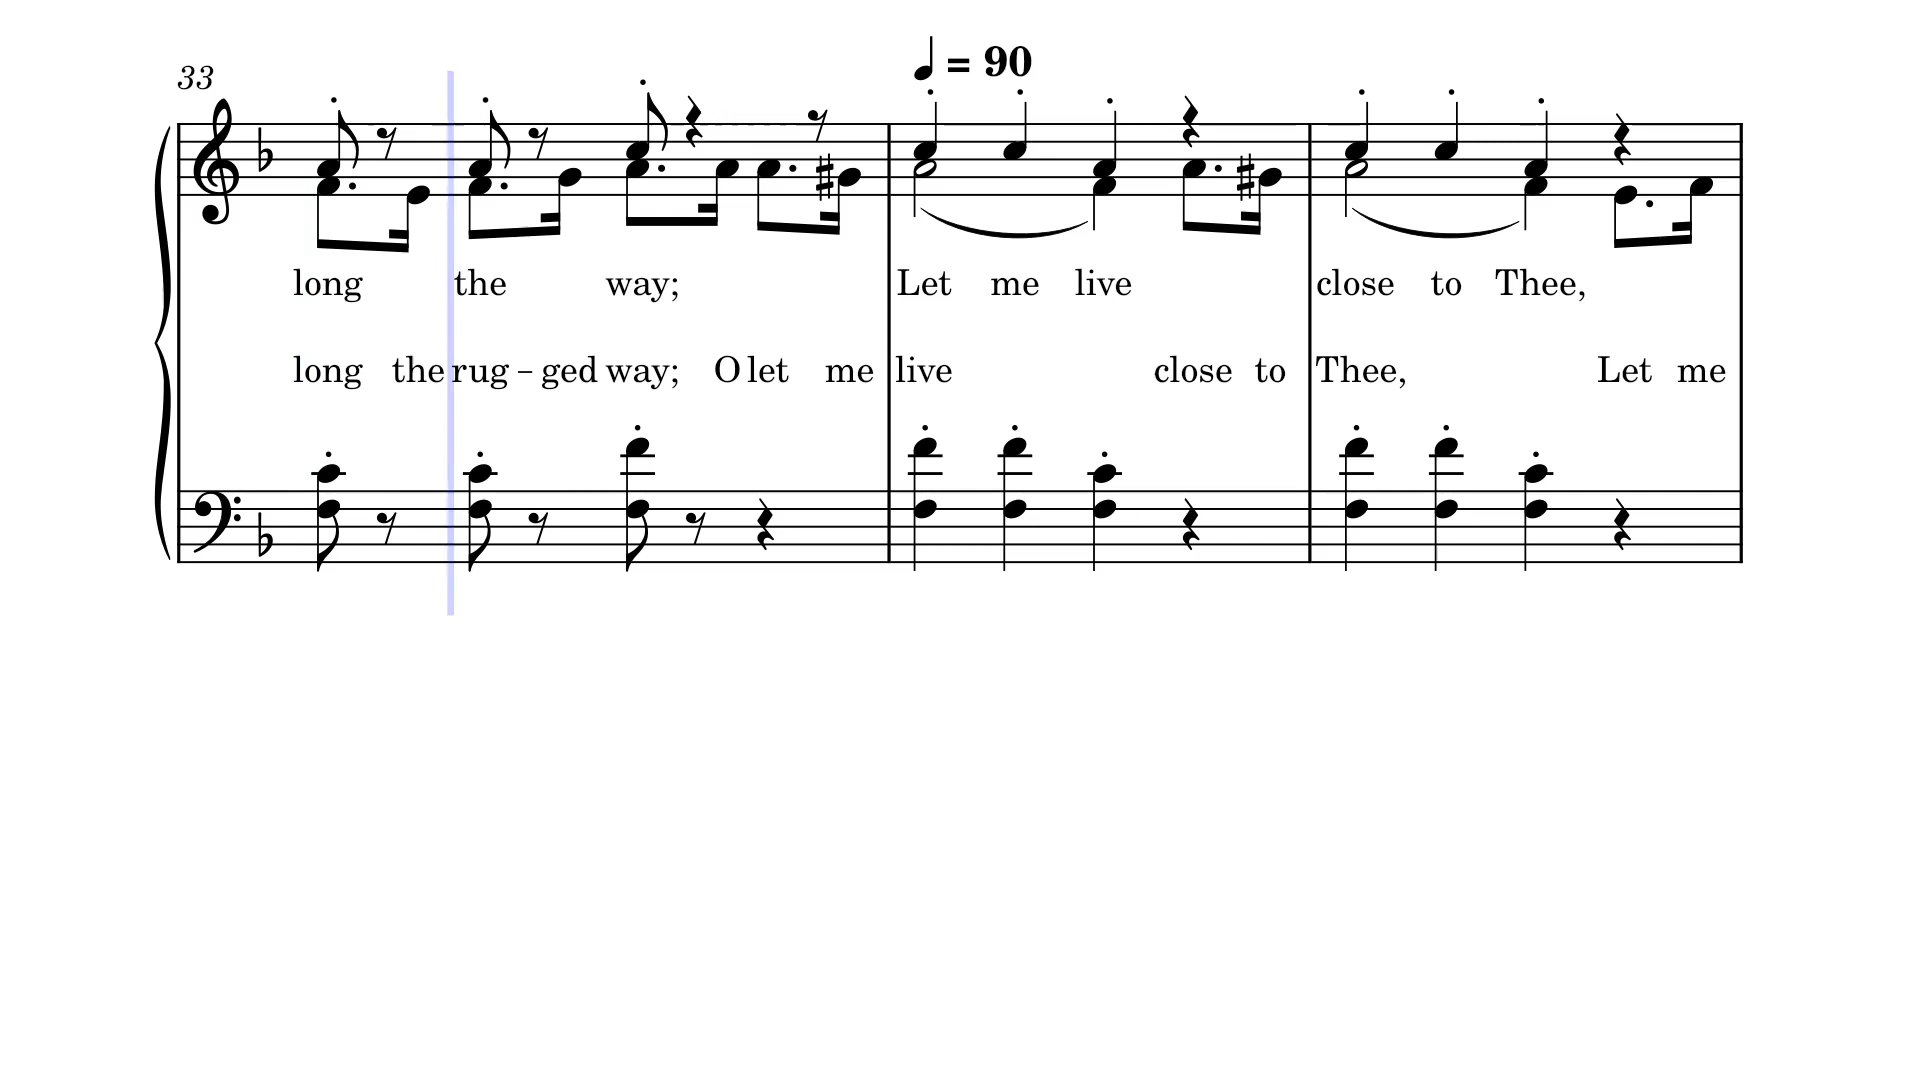 33
= 90
long the way; Let me live close to Thee,
long the rug - ged way; O let me live close to Thee, Let me